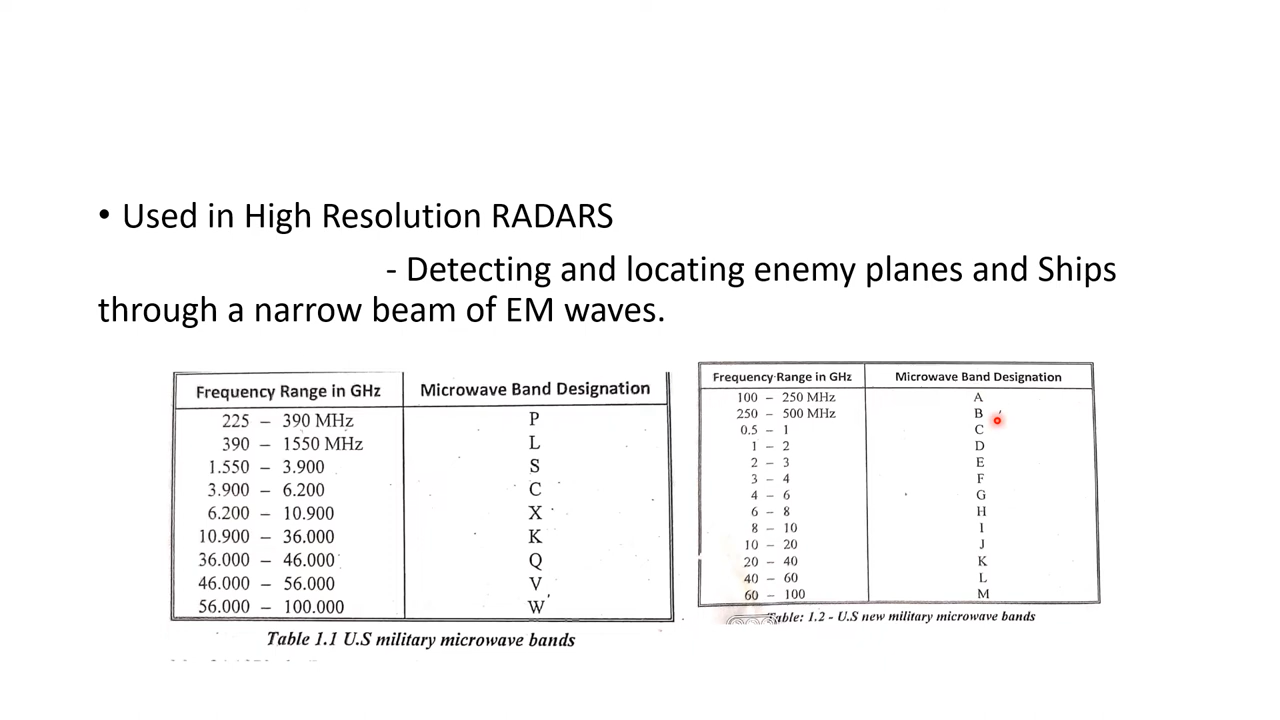 • Used in High Resolution RADARS
- Detecting and locating enemy planes and Ships
through a narrow beam of EM waves.
Frequency Range in GHz Microwave Band Designation
225 – 390 MHz P
390 – 1550 MHz L
1.550 – 3.900 S
3.900 – 6.200 C
6.200 – 10.900 X
10.900 – 36.000 K
36.000 – 46.000 Q
46.000 – 56.000 V
56.000 – 100.000 W
Table 1.1 U.S military microwave bands
Frequency Range in GHz Microwave Band Designation
100 – 250 MHz A
250 – 500 MHz B
0.5 – 1 C
1 – 2 D
2 – 3 E
3 – 4 F
4 – 6 G
6 – 8 H
8 – 10 I
10 – 20 J
20 – 40 K
40 – 60 L
60 – 100 M
Table: 1.2 - U.S new military microwave bands